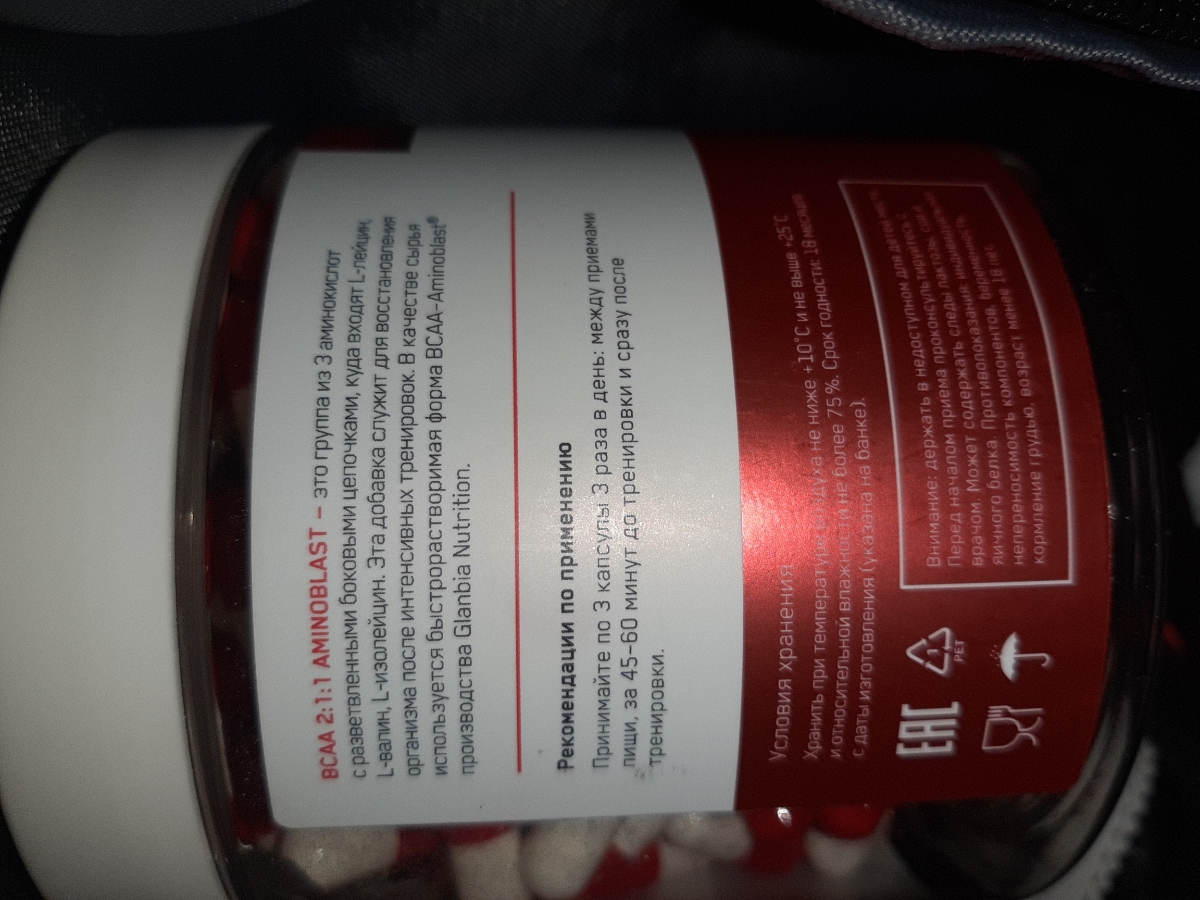 BCAA 2:1:1 AMINOBLAST – это группа из 3 аминокислот
с разветвленными боковыми цепочками, куда входят L-лейцин,
L-валин, L-изолейцин. Эта добавка служит для восстановления
организма после интенсивных тренировок. В качестве сырья
используется быстрорастворимая форма BCAA-Aminoblast®
производства Glanbia Nutrition.
Рекомендации по применению
Принимайте по 3 капсулы 3 раза в день: между приемами
пищи, за 45-60 минут до тренировки и сразу после
тренировки.
Условия хранения
Хранить при температуре воздуха не ниже +10°С и не выше +25°С
и относительной влажности не более 75%. Срок годности: 18 месяцев
с даты изготовления (указана на банке).
Внимание: держать в недоступном для детей месте.
Перед началом приема проконсультируйтесь с
врачом. Может содержать следы лактозы, сои и
яичного белка. Противопоказания: индивидуальная
непереносимость компонентов, беременность,
кормление грудью, возраст менее 18 лет.
EAC
PET